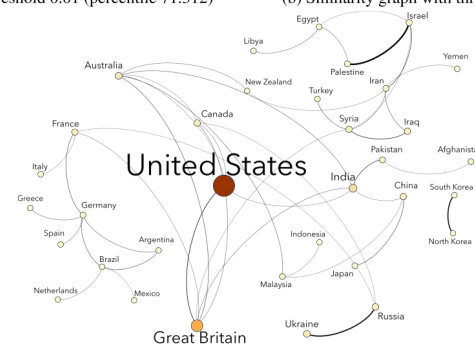 eshold 0.01 (percentile 71.312) (b) Similarity graph with thr
Egypt
Israel
Libya
Yemen
Australia
Palestine
Iran
New Zealand
Turkey
France
Canada
Syria
Iraq
Pakistan
Afghanista
Italy
United States
India
China
South Korea
Greece
Germany
Spain
Argentina
Indonesia
North Korea
Brazil
Netherlands
Mexico
Malaysia
Japan
Russia
Ukraine
Great Britain